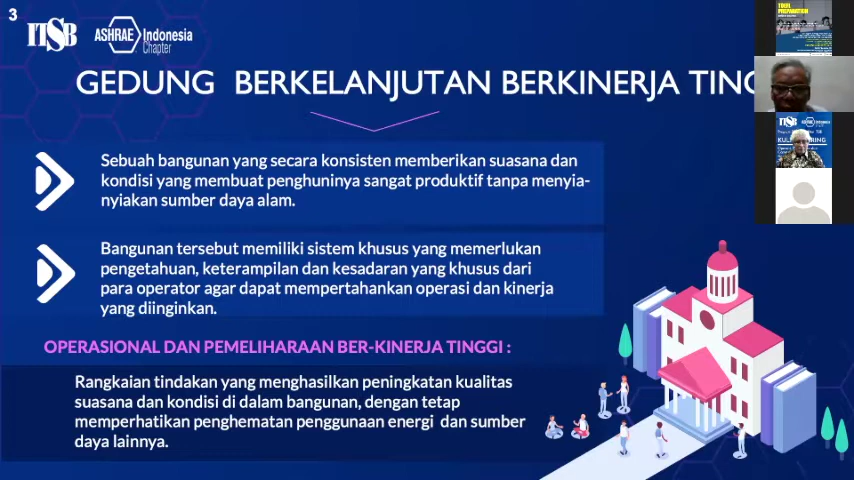 3
ITSB
ASHRAE Indonesia
Chapter
GEDUNG BERKELANJUTAN BERKINERJA TING
Sebuah bangunan yang secara konsisten memberikan suasana dan
kondisi yang membuat penghuninya sangat produktif tanpa menyia-
nyiakan sumber daya alam.
Bangunan tersebut memiliki sistem khusus yang memerlukan
pengetahuan, keterampilan dan kesadaran yang khusus dari
para operator agar dapat mempertahankan operasi dan kinerja
yang diinginkan.
OPERASIONAL DAN PEMELIHARAAN BER-KINERJA TINGGI :
Rangkaian tindakan yang menghasilkan peningkatan kualitas
suasana dan kondisi di dalam bangunan, dengan tetap
memperhatikan penghematan penggunaan energi dan sumber
daya lainnya.
TOEFL
PREPARATION
ITSB